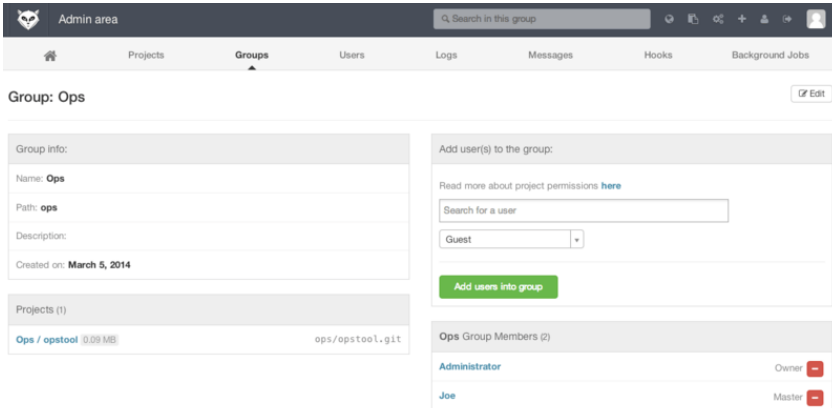 Admin area
Search in this group
Projects
Groups
Users
Logs
Messages
Hooks
Background Jobs
Group: Ops
Edit
Group info:
Name: Ops
Path: ops
Description:
Created on: March 5, 2014
Projects (1)
Ops / opstool 0.09 MB ops/opstool.git
Add user(s) to the group:
Read more about project permissions here
Search for a user
Guest
Add users into group
Ops Group Members (2)
Administrator Owner
Joe Master